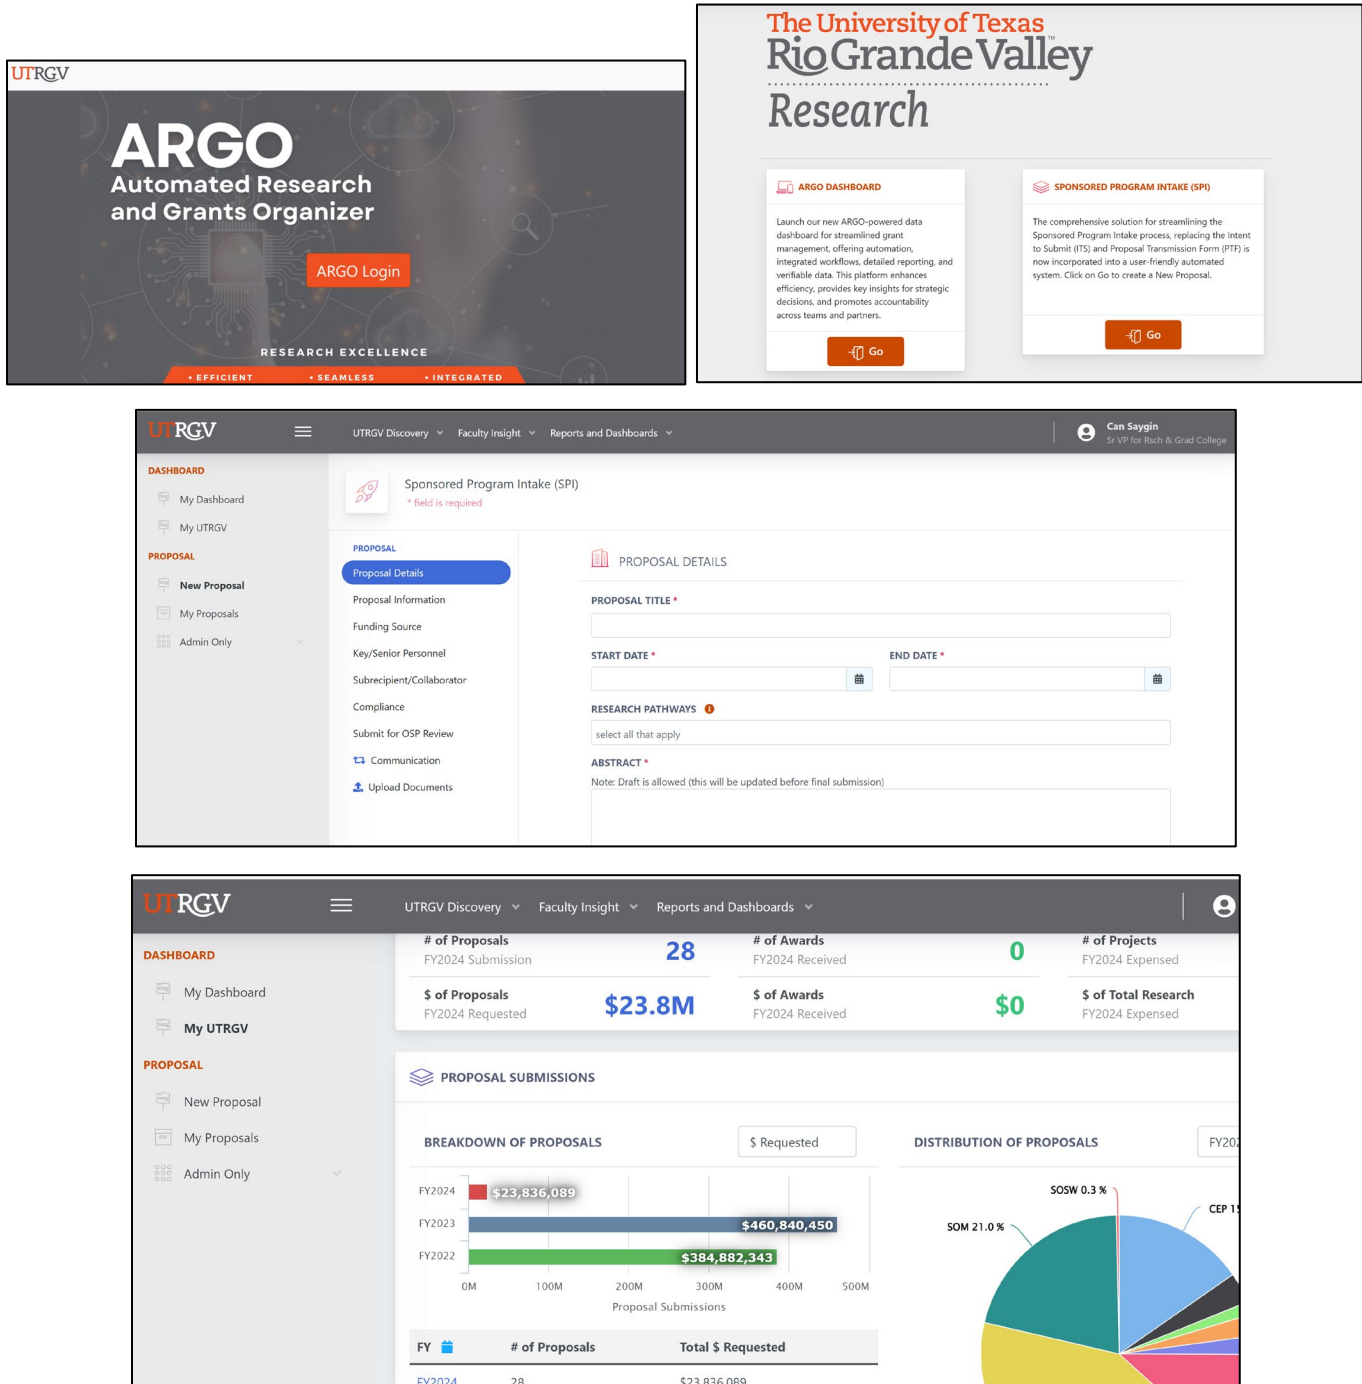 UTRGV
ARGO
Automated Research
and Grants Organizer
ARGO Login
RESEARCH EXCELLENCE
• EFFICIENT • SEAMLESS • INTEGRATED
The University of Texas
Rio Grande Valley™
Research
ARGO DASHBOARD
Launch our new ARGO-powered data
dashboard for streamlined grant
management, offering automation,
integrated workflows, detailed reporting, and
verifiable data. This platform enhances
efficiency, provides key insights for strategic
decisions, and promotes accountability
across teams and partners.
Go
SPONSORED PROGRAM INTAKE (SPI)
The comprehensive solution for streamlining the
Sponsored Program Intake process, replacing the Intent
to Submit (ITS) and Proposal Transmission Form (PTF) is
now incorporated into a user-friendly automated
system. Click on Go to create a New Proposal.
Go
UTRGV
UTRGV Discovery Faculty Insight Reports and Dashboards
Can Saygin
Sr VP for Rsch & Grad College
DASHBOARD
My Dashboard
My UTRGV
PROPOSAL
New Proposal
My Proposals
Admin Only
Sponsored Program Intake (SPI)
* field is required
PROPOSAL
Proposal Details
Proposal Information
Funding Source
Key/Senior Personnel
Subrecipient/Collaborator
Compliance
Submit for OSP Review
Communication
Upload Documents
PROPOSAL DETAILS
PROPOSAL TITLE *
START DATE * END DATE *
RESEARCH PATHWAYS
select all that apply
ABSTRACT *
Note: Draft is allowed (this will be updated before final submission)
UTRGV
UTRGV Discovery Faculty Insight Reports and Dashboards
DASHBOARD
My Dashboard
My UTRGV
PROPOSAL
New Proposal
My Proposals
Admin Only
# of Proposals
FY2024 Submission
28
# of Awards
FY2024 Received
0
# of Projects
FY2024 Expensed
$ of Proposals
FY2024 Requested
$23.8M
$ of Awards
FY2024 Received
$0
$ of Total Research
FY2024 Expensed
PROPOSAL SUBMISSIONS
BREAKDOWN OF PROPOSALS
$ Requested
FY2024 $23,836,089
FY2023 $460,840,450
FY2022 $384,882,343
0M 100M 200M 300M 400M 500M
Proposal Submissions
FY # of Proposals Total $ Requested
FY2024 28 $23,836,089
DISTRIBUTION OF PROPOSALS
SOSW 0.3 %
SOM 21.0 %
CEP